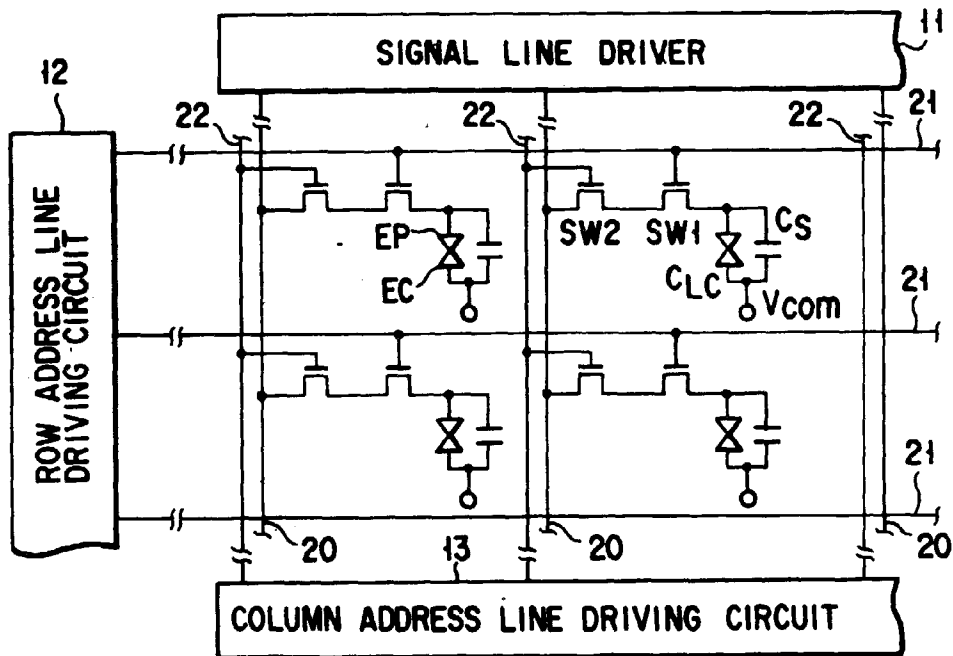 11
SIGNAL LINE DRIVER
12
22 22 22 21
ROW ADDRESS LINE
DRIVING CIRCUIT
EP SW2 SW1 CS
EC CLC Vcom
21
21
20 13 20 20
COLUMN ADDRESS LINE DRIVING CIRCUIT